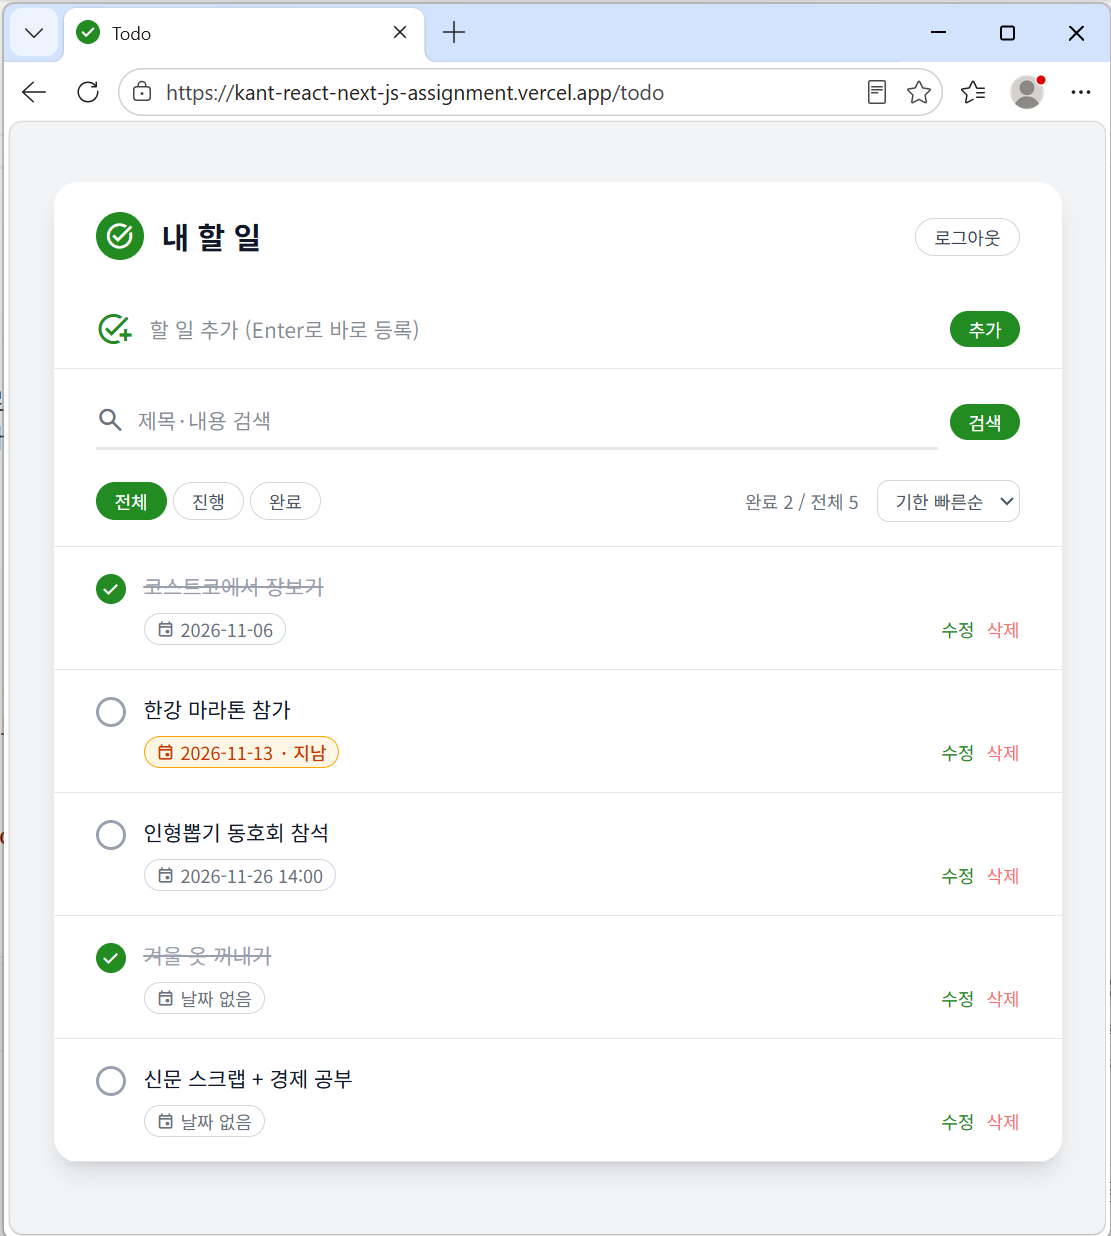 Todo
https://kant-react-next-js-assignment.vercel.app/todo
내 할 일
로그아웃
할 일 추가 (Enter로 바로 등록)
추가
제목·내용 검색
검색
전체 진행 완료
완료 2 / 전체 5
기한 빠른순
코스트코에서 장보기
2026-11-06
수정 삭제
한강 마라톤 참가
2026-11-13 · 지남
수정 삭제
인형뽑기 동호회 참석
2026-11-26 14:00
수정 삭제
겨울 옷 꺼내기
날짜 없음
수정 삭제
신문 스크랩 + 경제 공부
날짜 없음
수정 삭제